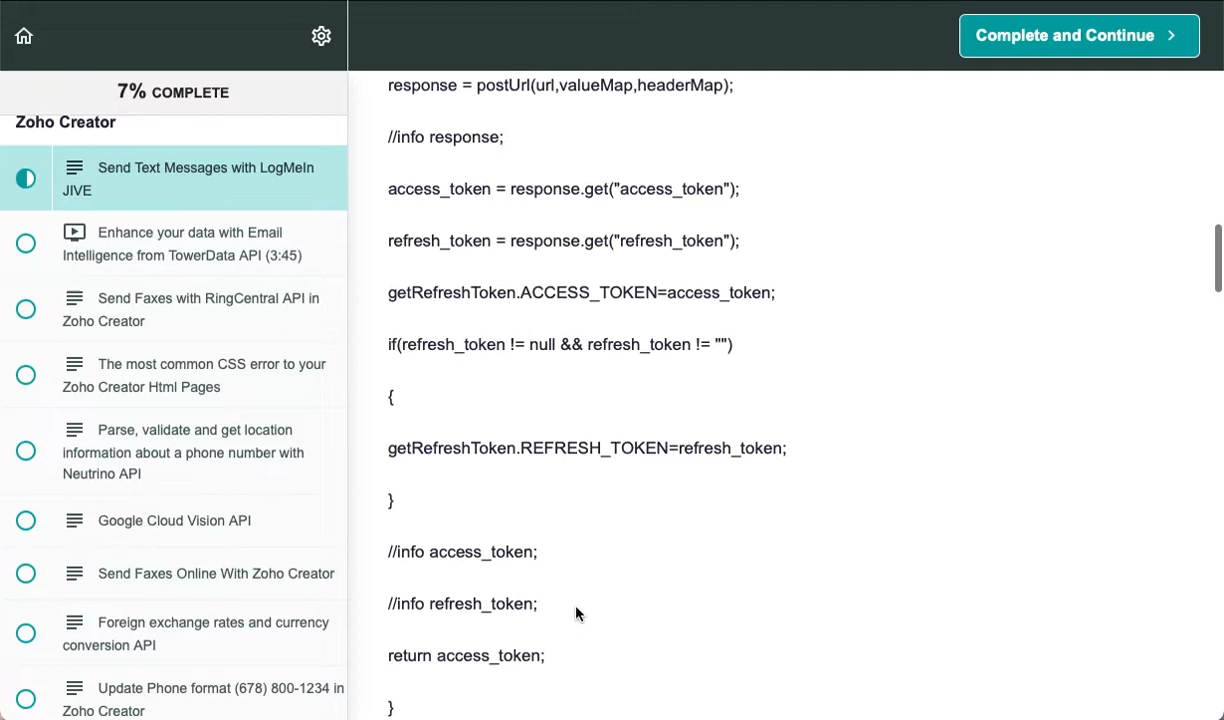 Complete and Continue
7% COMPLETE
Zoho Creator
Send Text Messages with LogMeIn
JIVE
Enhance your data with Email
Intelligence from TowerData API (3:45)
Send Faxes with RingCentral API in
Zoho Creator
The most common CSS error to your
Zoho Creator Html Pages
Parse, validate and get location
information about a phone number with
Neutrino API
Google Cloud Vision API
Send Faxes Online With Zoho Creator
Foreign exchange rates and currency
conversion API
Update Phone format (678) 800-1234 in
Zoho Creator
response = postUrl(url,valueMap,headerMap);
//info response;
access_token = response.get("access_token");
refresh_token = response.get("refresh_token");
getRefreshToken.ACCESS_TOKEN=access_token;
if(refresh_token != null && refresh_token != "")
{
getRefreshToken.REFRESH_TOKEN=refresh_token;
}
//info access_token;
//info refresh_token;
return access_token;
}